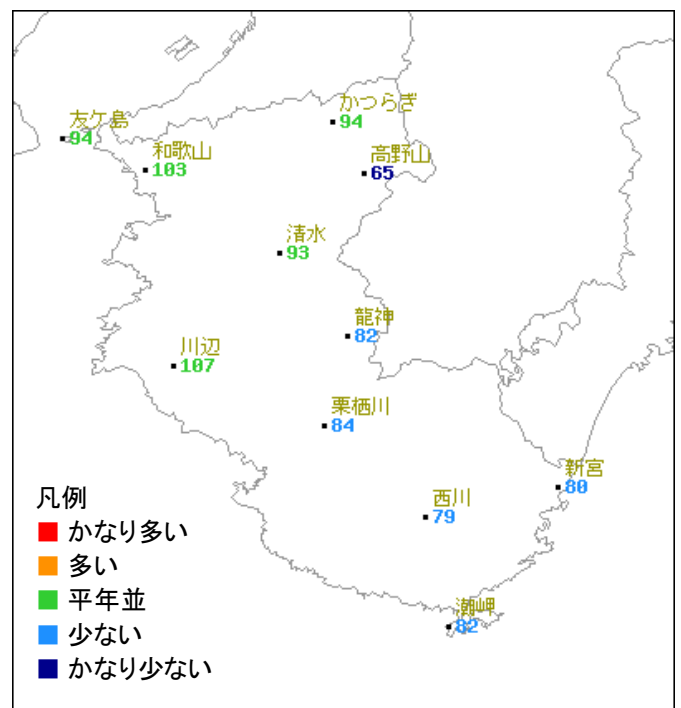 かつらぎ
94
友ケ島
94
和歌山
103
高野山
65
清水
93
龍神
82
川辺
107
栗栖川
84
新宮
80
西川
79
潮岬
82
凡例
かなり多い
多い
平年並
少ない
かなり少ない